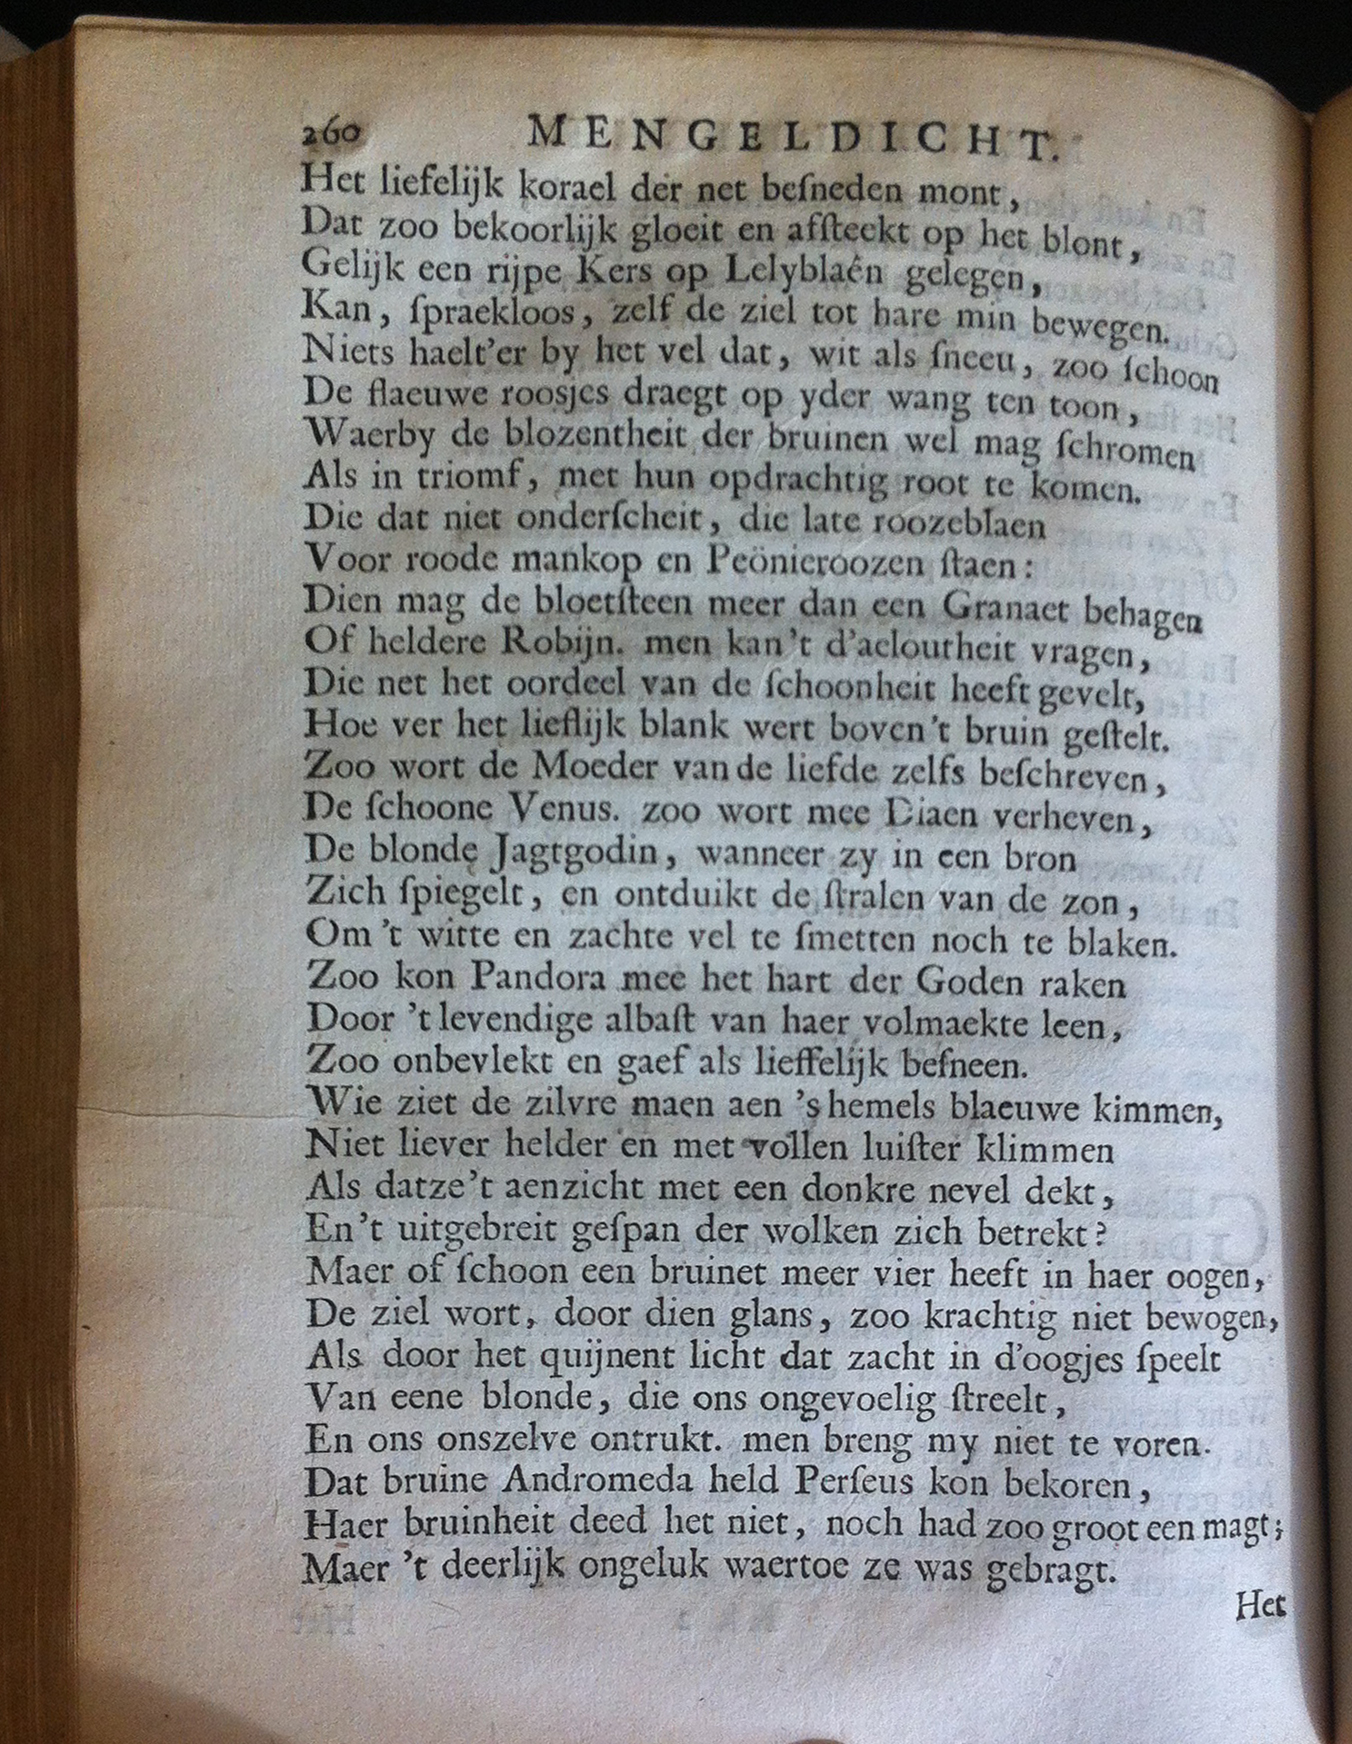 260 MENGELDICHT.
Het liefelijk korael der net beſneden mont,
Dat zoo bekoorlijk gloeit en afſteekt op het blont,
Gelijk een rijpe Kers op Lelyblaên gelegen,
Kan, ſpraekloos, zelf de ziel tot hare min bewegen.
Niets haelt'er by het vel dat, wit als ſneeu, zoo ſchoon
De flaeuwe roosjes draegt op yder wang ten toon,
Waerby de blozentheit der bruinen wel mag ſchromen
Als in triomf, met hun opdrachtig root te komen.
Die dat niet onderſcheit, die late roozeblaen
Voor roode mankop en Peönieroozen ſtaen:
Dien mag de bloetſteen meer dan een Granaet behagen
Of heldere Robijn. men kan't d'aeloutheit vragen,
Die net het oordeel van de ſchoonheit heeft gevelt,
Hoe ver het lieflijk blank wert boven't bruin geſtelt.
Zoo wort de Moeder van de liefde zelfs beſchreven,
De ſchoone Venus. zoo wort mee Diaen verheven,
De blonde Jagtgodin, wanneer zy in een bron
Zich ſpiegelt, en ontduikt de ſtralen van de zon,
Om 't witte en zachte vel te ſmetten noch te blaken.
Zoo kon Pandora mee het hart der Goden raken
Door 't levendige albaſt van haer volmaekte leen,
Zoo onbevlekt en gaef als lieffelijk beſneen.
Wie ziet de zilvre maen aen 's hemels blaeuwe kimmen,
Niet liever helder en met vollen luiſter klimmen
Als datze't aenzicht met een donkre nevel dekt,
En't uitgebreit geſpan der wolken zich betrekt?
Maer of ſchoon een bruinet meer vier heeft in haer oogen,
De ziel wort, door dien glans, zoo krachtig niet bewogen,
Als door het quijnent licht dat zacht in d'oogjes ſpeelt
Van eene blonde, die ons ongevoelig ſtreelt,
En ons onszelve ontrukt. men breng my niet te voren.
Dat bruine Andromeda held Perſeus kon bekoren,
Haer bruinheit deed het niet, noch had zoo groot een magt;
Maer 't deerlijk ongeluk waertoe ze was gebragt.
Het